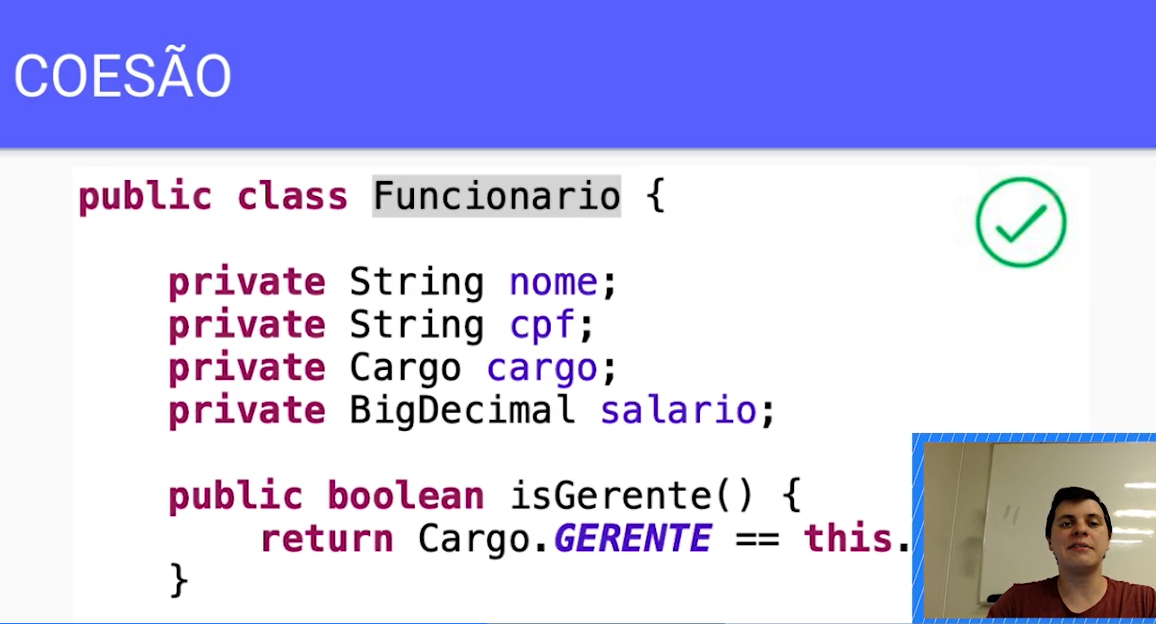 COESÃO
public class Funcionario {
private String nome;
private String cpf;
private Cargo cargo;
private BigDecimal salario;
public boolean isGerente() {
return Cargo.GERENTE == this.
}